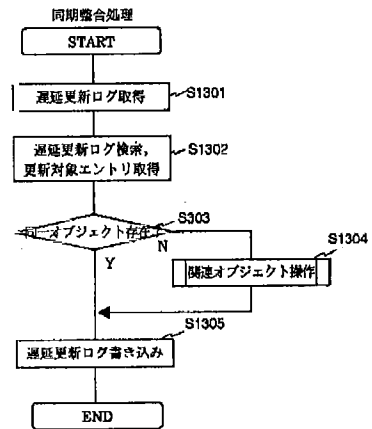 同期整合処理
START
遅延更新ログ取得
S1301
遅延更新ログ検索,
更新対象エントリ取得
S1302
同一オブジェクト存在?
S303
N
Y
関連オブジェクト操作
S1304
遅延更新ログ書き込み
S1305
END